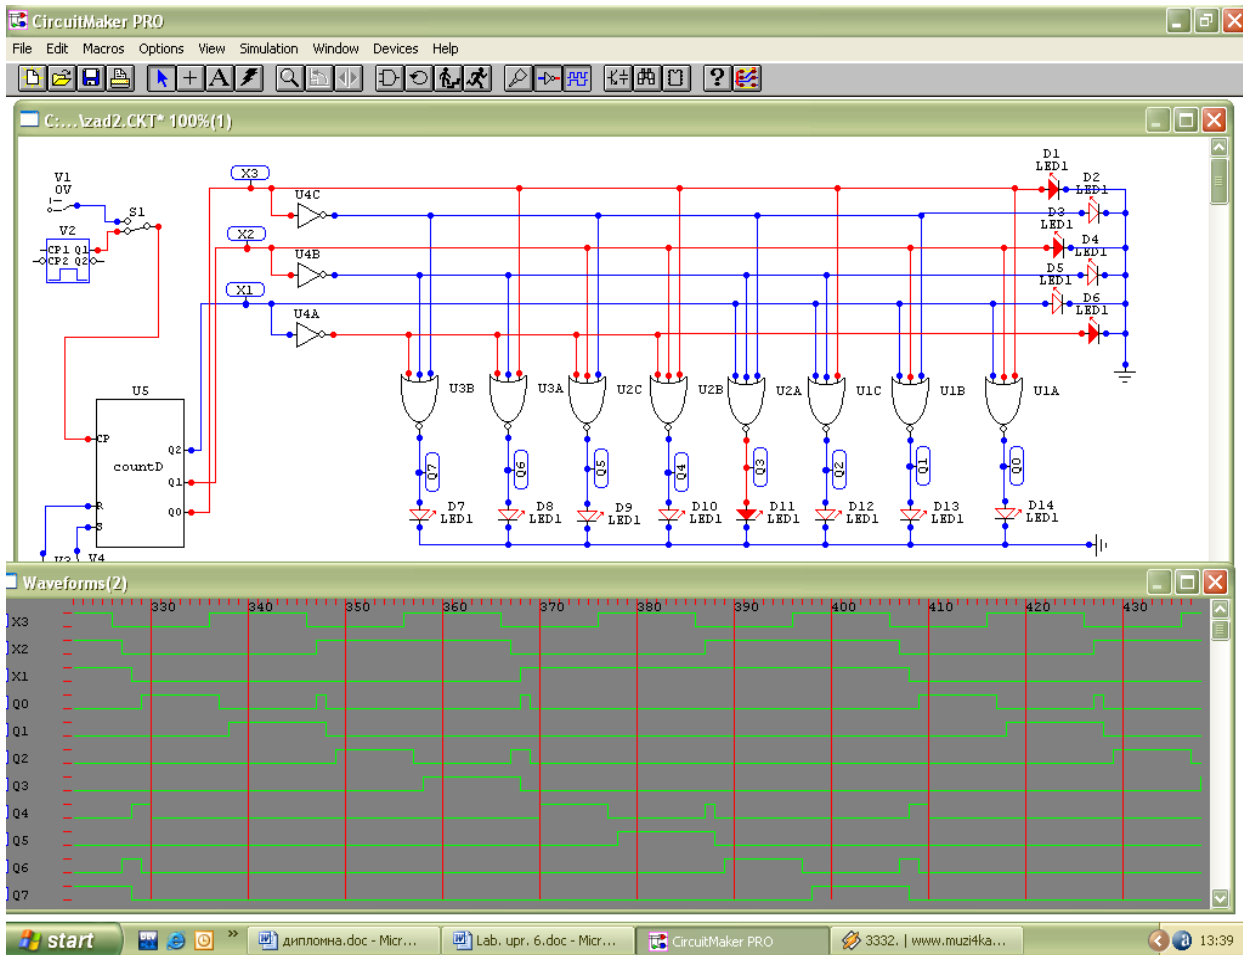 CircuitMaker PRO
File Edit Macros Options View Simulation Window Devices Help
C:...\zad2.CKT* 100%(1)
V1
0V
S1
V2
CP1 Q1
CP2 Q2
X3
U4C
X2
U4B
X1
U4A
D1
LED1
D2
LED1
D3
LED1
D4
LED1
D5
LED1
D6
LED1
U5
CP
countD
Q2
Q1
Q0
R
S
V3 V4
U3B U3A U2C U2B U2A U1C U1B U1A
Q7 Q6 Q5 Q4 Q3 Q2 Q1 Q0
D7 D8 D9 D10 D11 D12 D13 D14
LED1 LED1 LED1 LED1 LED1 LED1 LED1 LED1
Waveforms(2)
330 340 350 360 370 380 390 400 410 420 430
X3
X2
X1
Q0
Q1
Q2
Q3
Q4
Q5
Q6
Q7
start » дипломна.doc - Micr... Lab. upr. 6.doc - Micr... CircuitMaker PRO 3332. | www.muzi4ka... 13:39